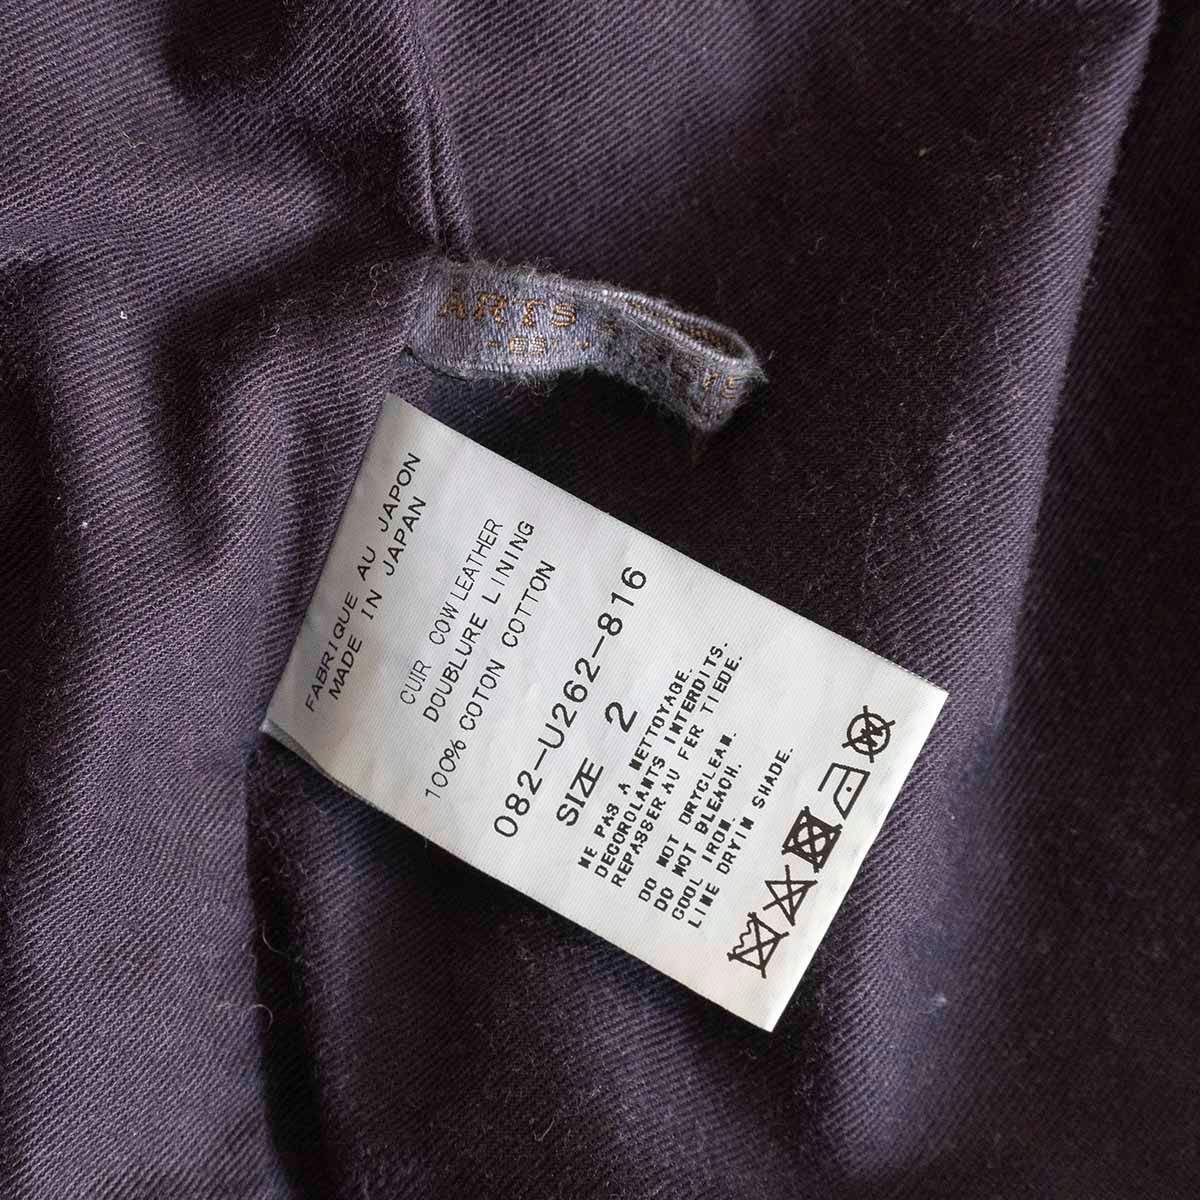 ARTS
FABRIQUE AU JAPON
MADE IN JAPAN
CUIR COW LEATHER
DOUBLURE LINING
100% COTON COTTON
082-U262-816
SIZE 2
NE PAS A NETTOYAGE.
DECOROLANTS INTERDITS.
REPASSER AU FER TIEDE.
DO NOT DRYCLEAN.
DO NOT BLEACH.
COOL IRON.
LINE DRYIN SHADE.